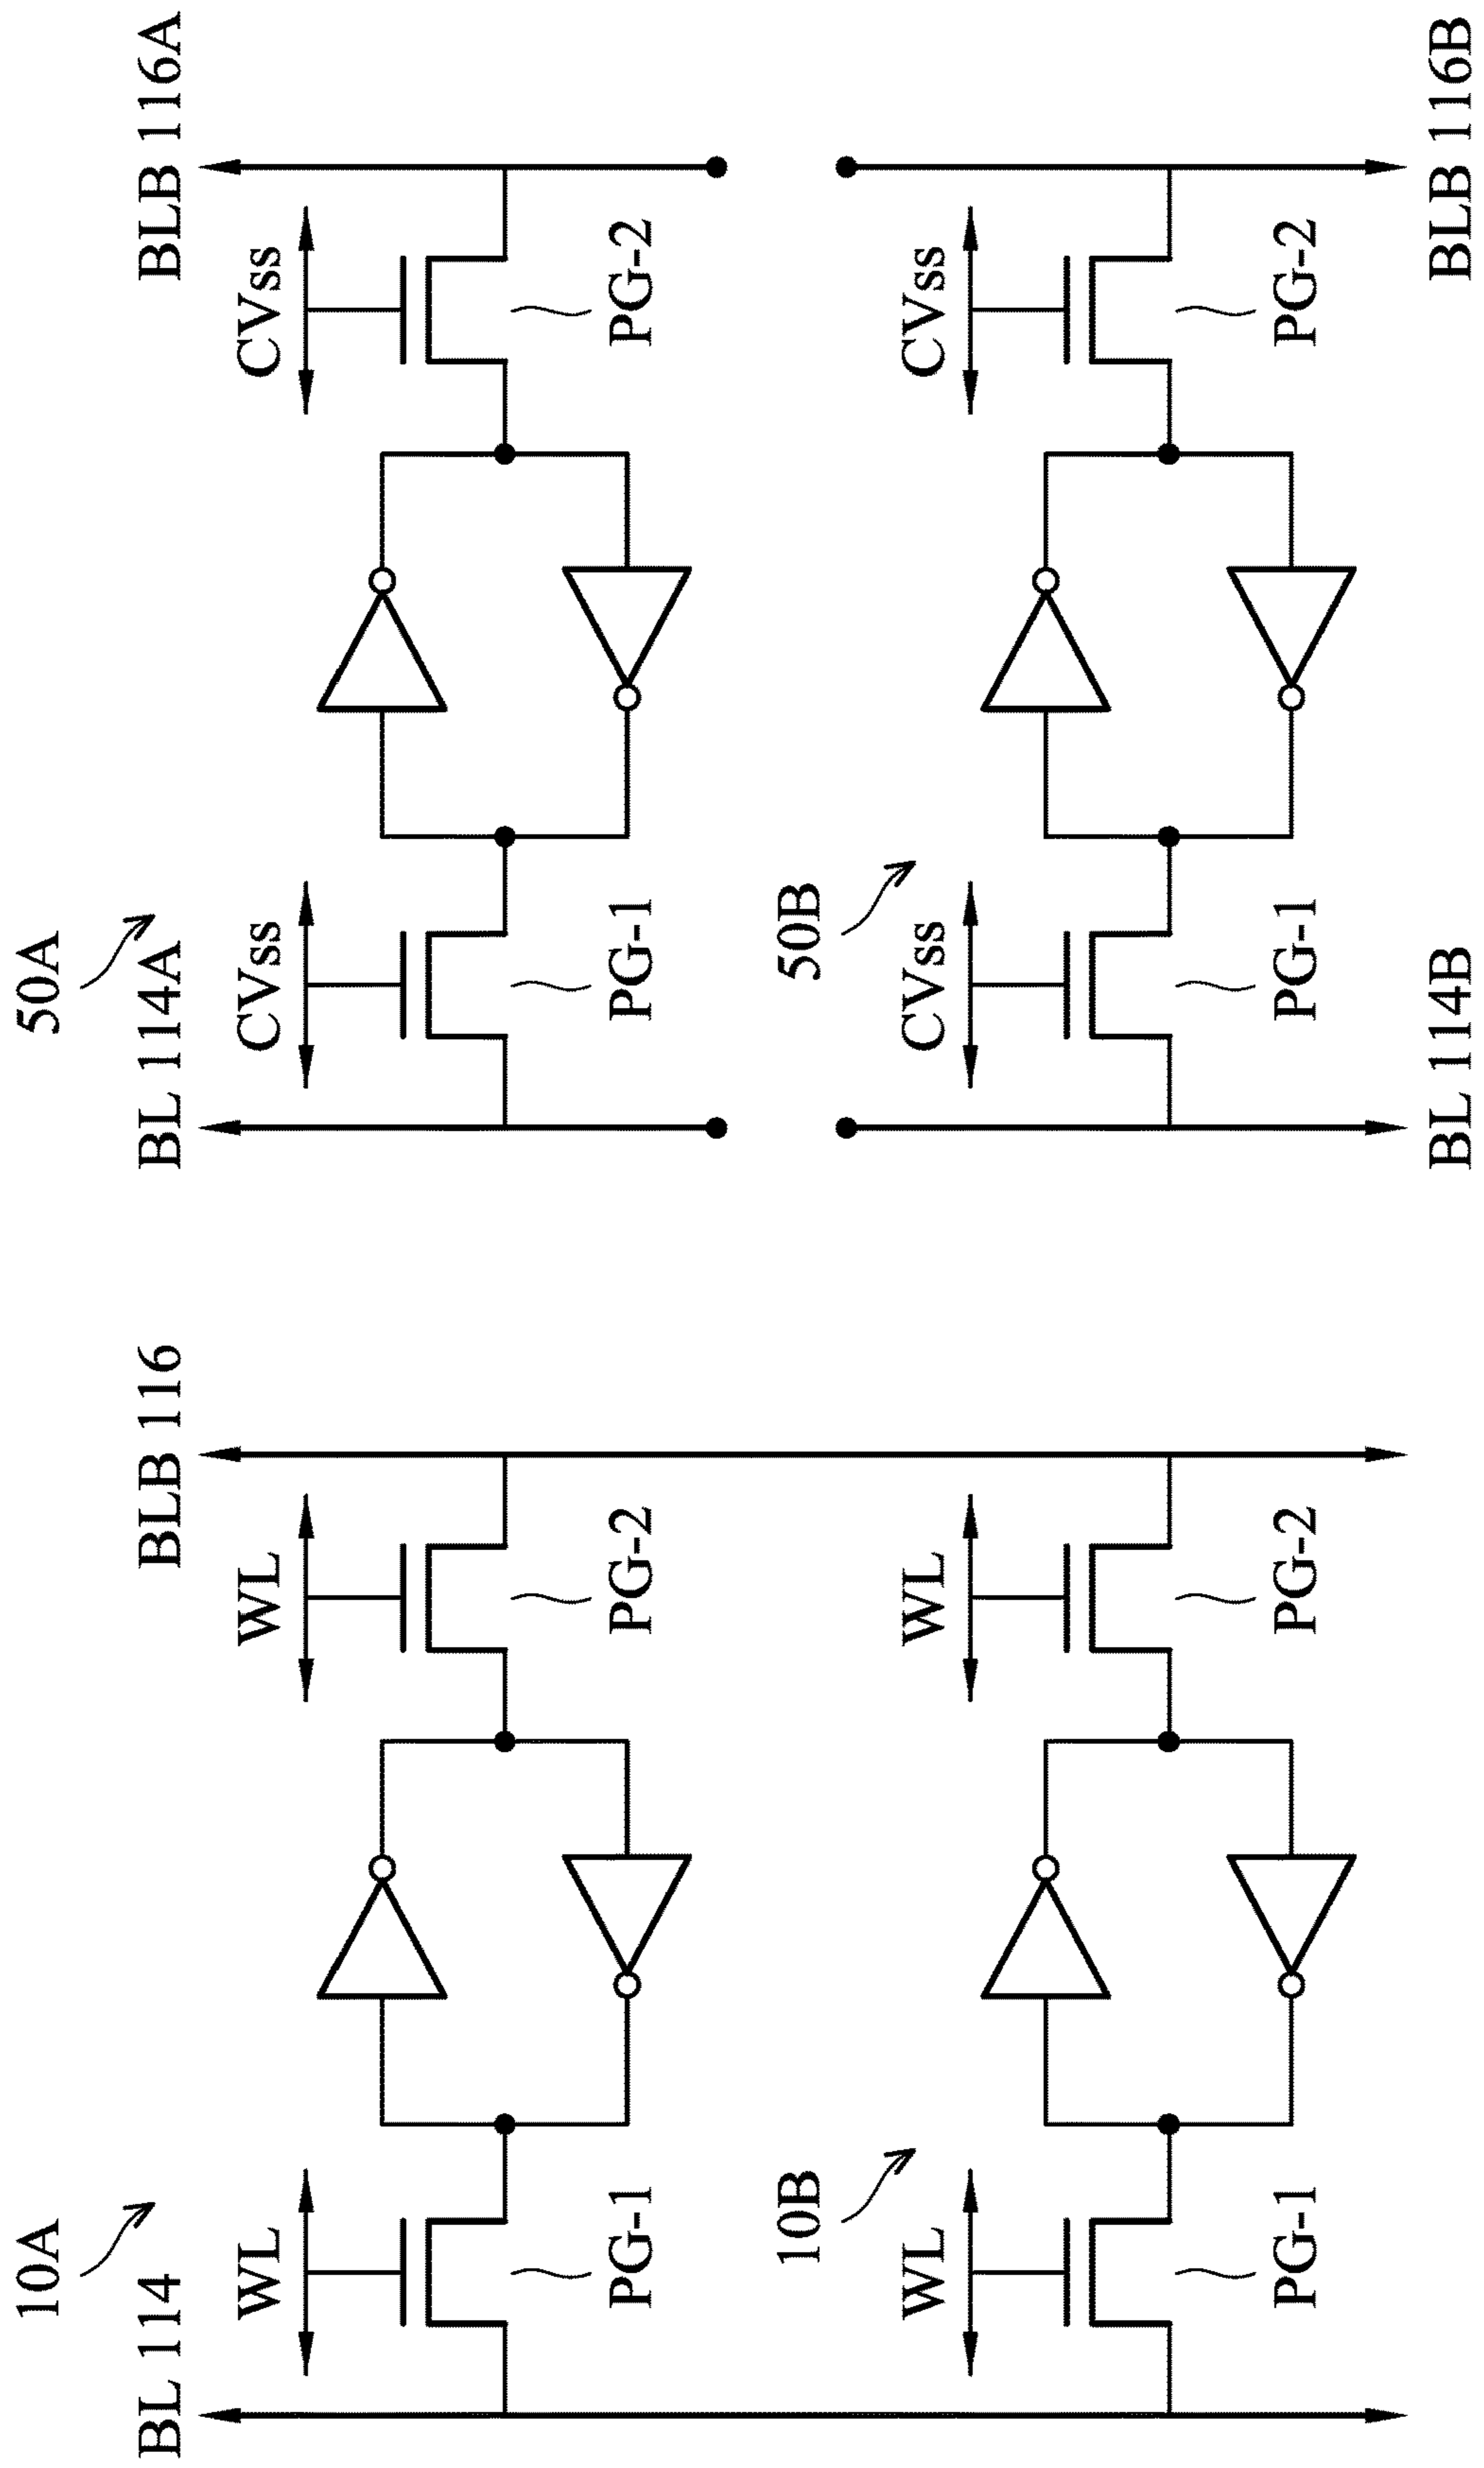 10A
50A
BL 114
BLB 116
BL 114A
BLB 116A
WL
WL
CVss
CVss
PG-1
PG-2
PG-1
PG-2
10B
50B
WL
WL
CVss
CVss
PG-1
PG-2
PG-1
PG-2
BL 114B
BLB 116B